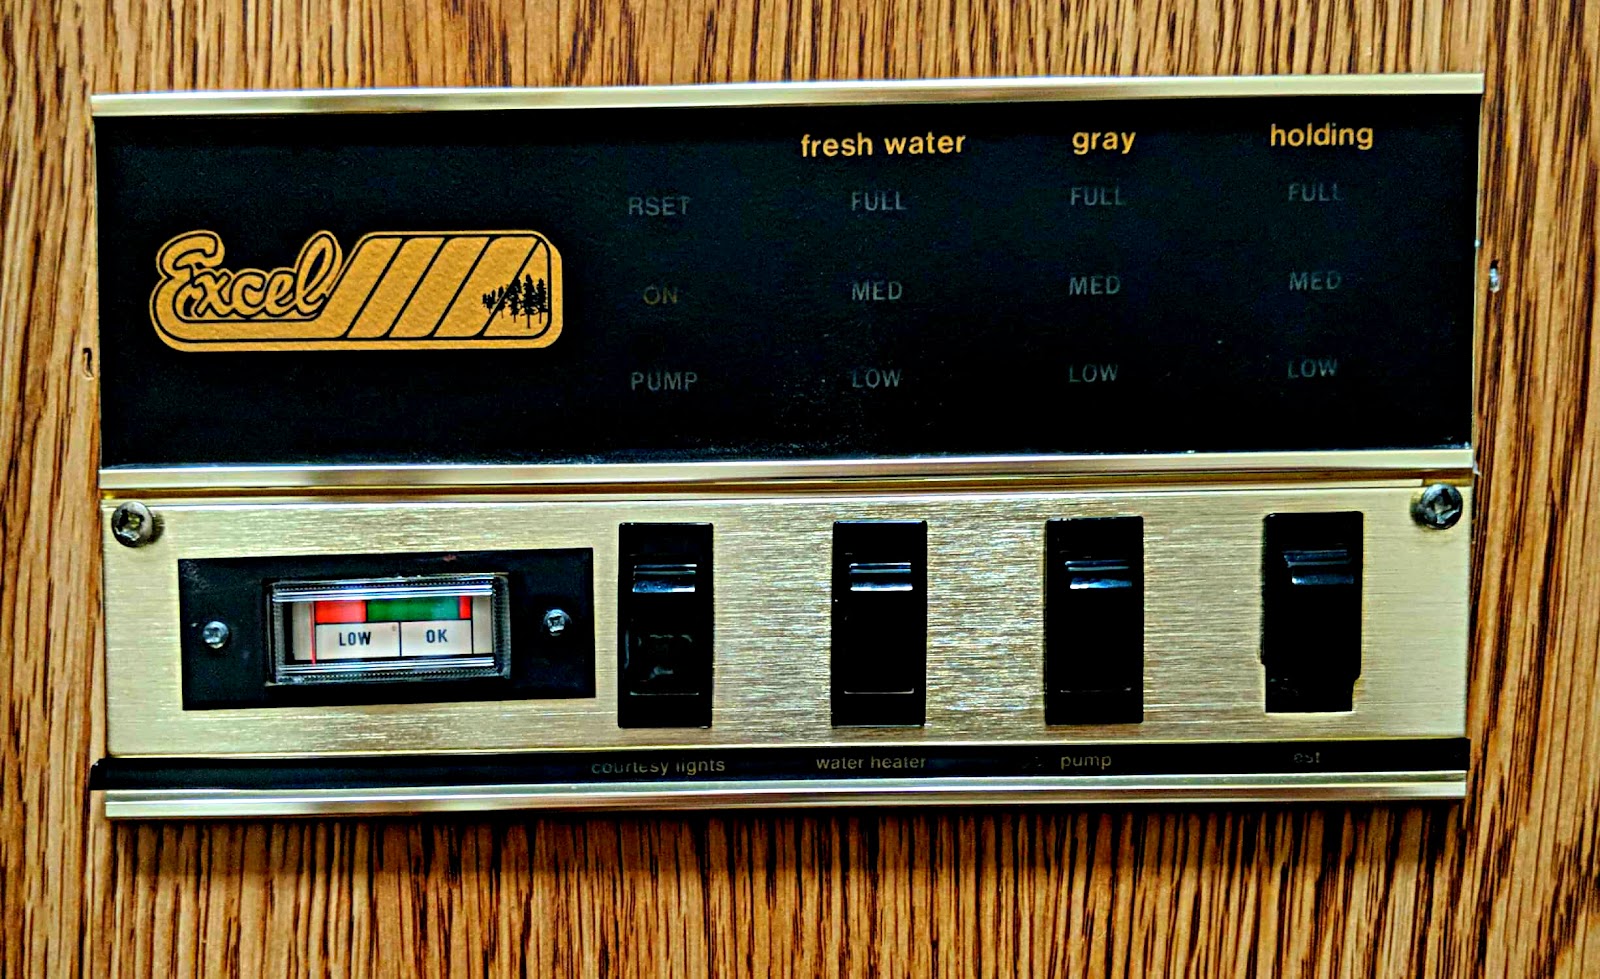 fresh water gray holding
RSET FULL FULL FULL
Excel
ON MED MED MED
PUMP LOW LOW LOW
LOW OK
courtesy lights water heater pump est